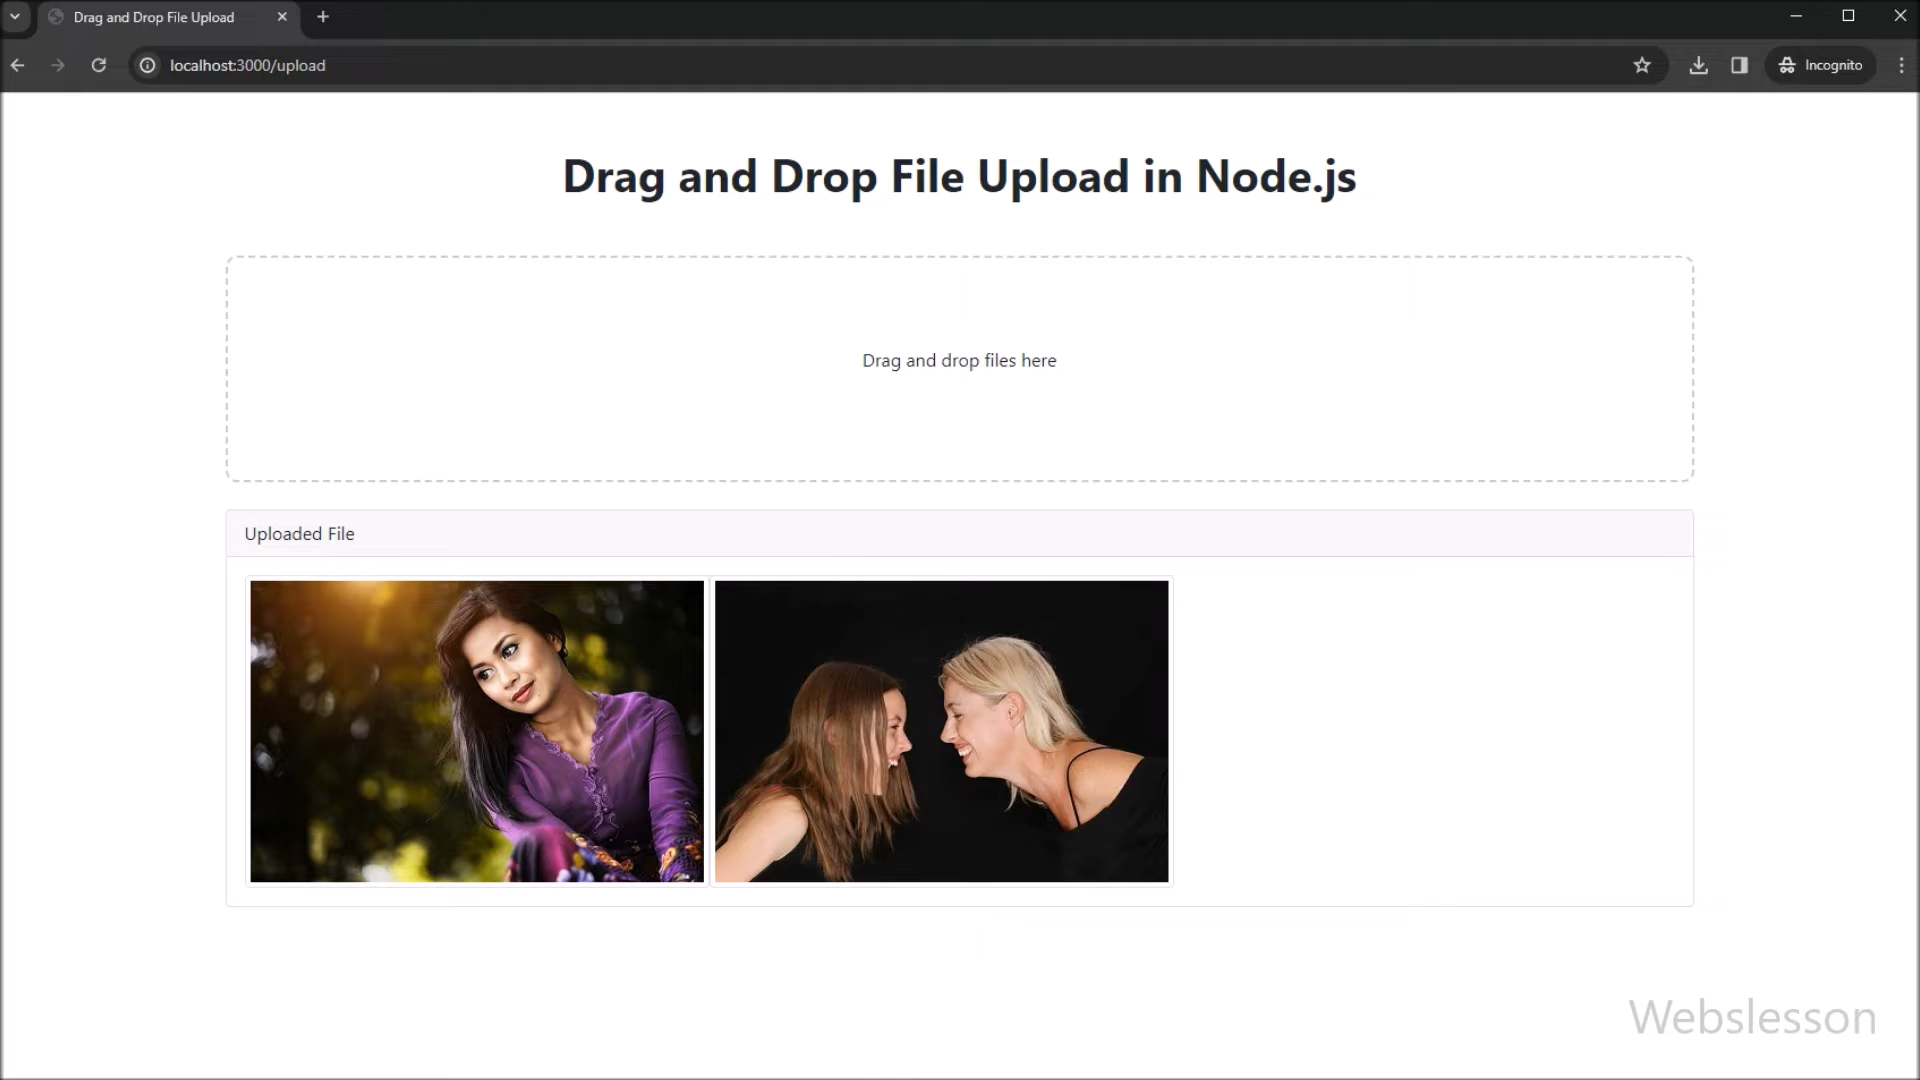 Drag and Drop File Upload
localhost:3000/upload
Incognito
Drag and Drop File Upload in Node.js
Drag and drop files here
Uploaded File
Webslesson